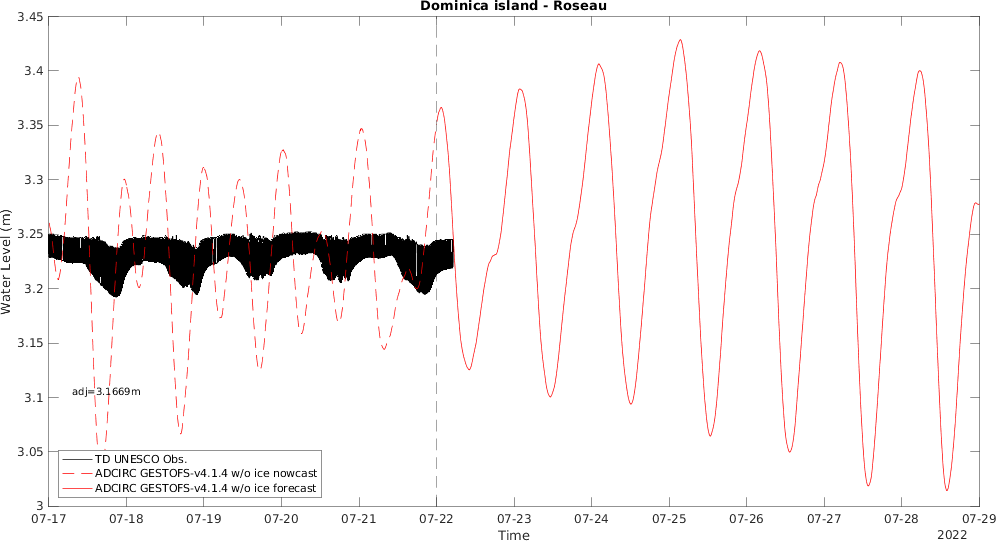 Dominica island - Roseau
3.45
3.4
3.35
3.3
3.25
3.2
3.15
3.1
3.05
3
Water Level (m)
adj=3.1669m
TD UNESCO Obs.
ADCIRC GESTOFS-v4.1.4 w/o ice nowcast
ADCIRC GESTOFS-v4.1.4 w/o ice forecast
07-17 07-18 07-19 07-20 07-21 07-22 07-23 07-24 07-25 07-26 07-27 07-28 07-29
Time
2022